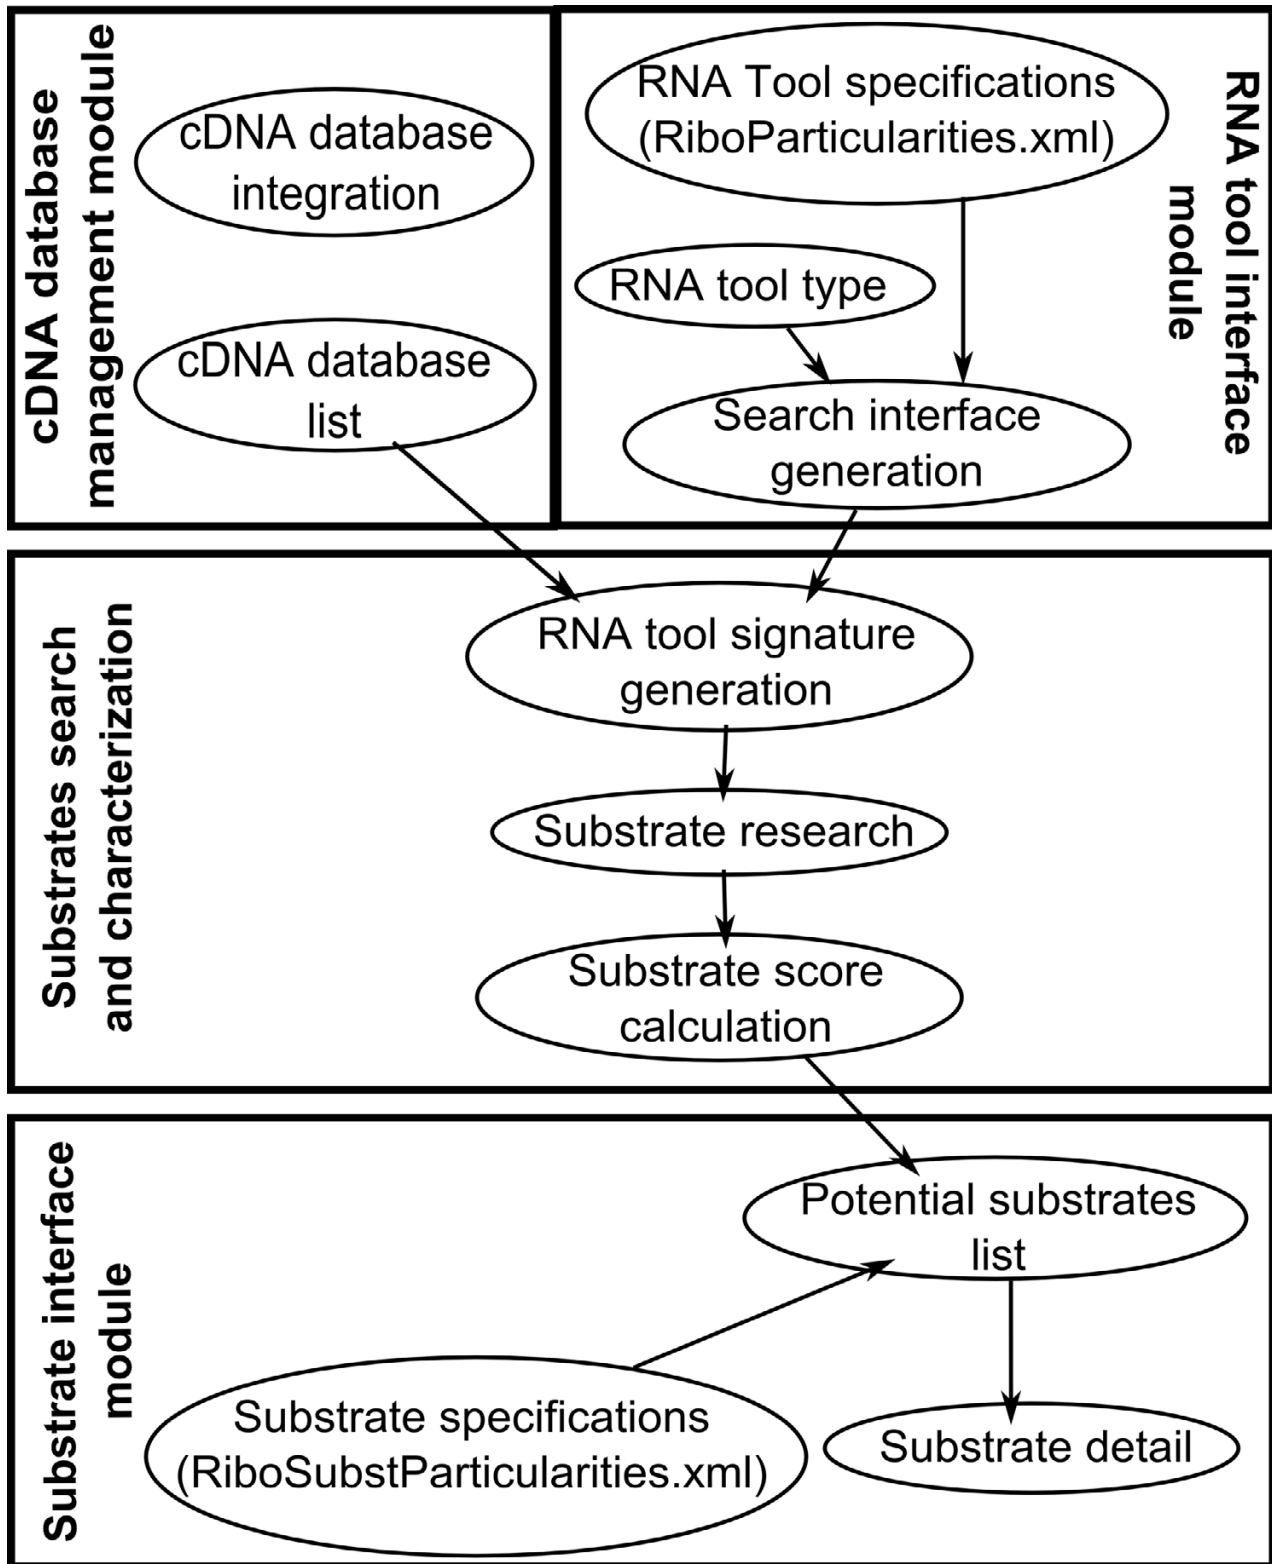 cDNA database
management module
cDNA database
integration
cDNA database
list
RNA Tool specifications
(RiboParticularities.xml)
RNA tool type
Search interface
generation
RNA tool interface
module
Substrates search
and characterization
RNA tool signature
generation
Substrate research
Substrate score
calculation
Substrate interface
module
Potential substrates
list
Substrate specifications
(RiboSubstParticularities.xml)
Substrate detail